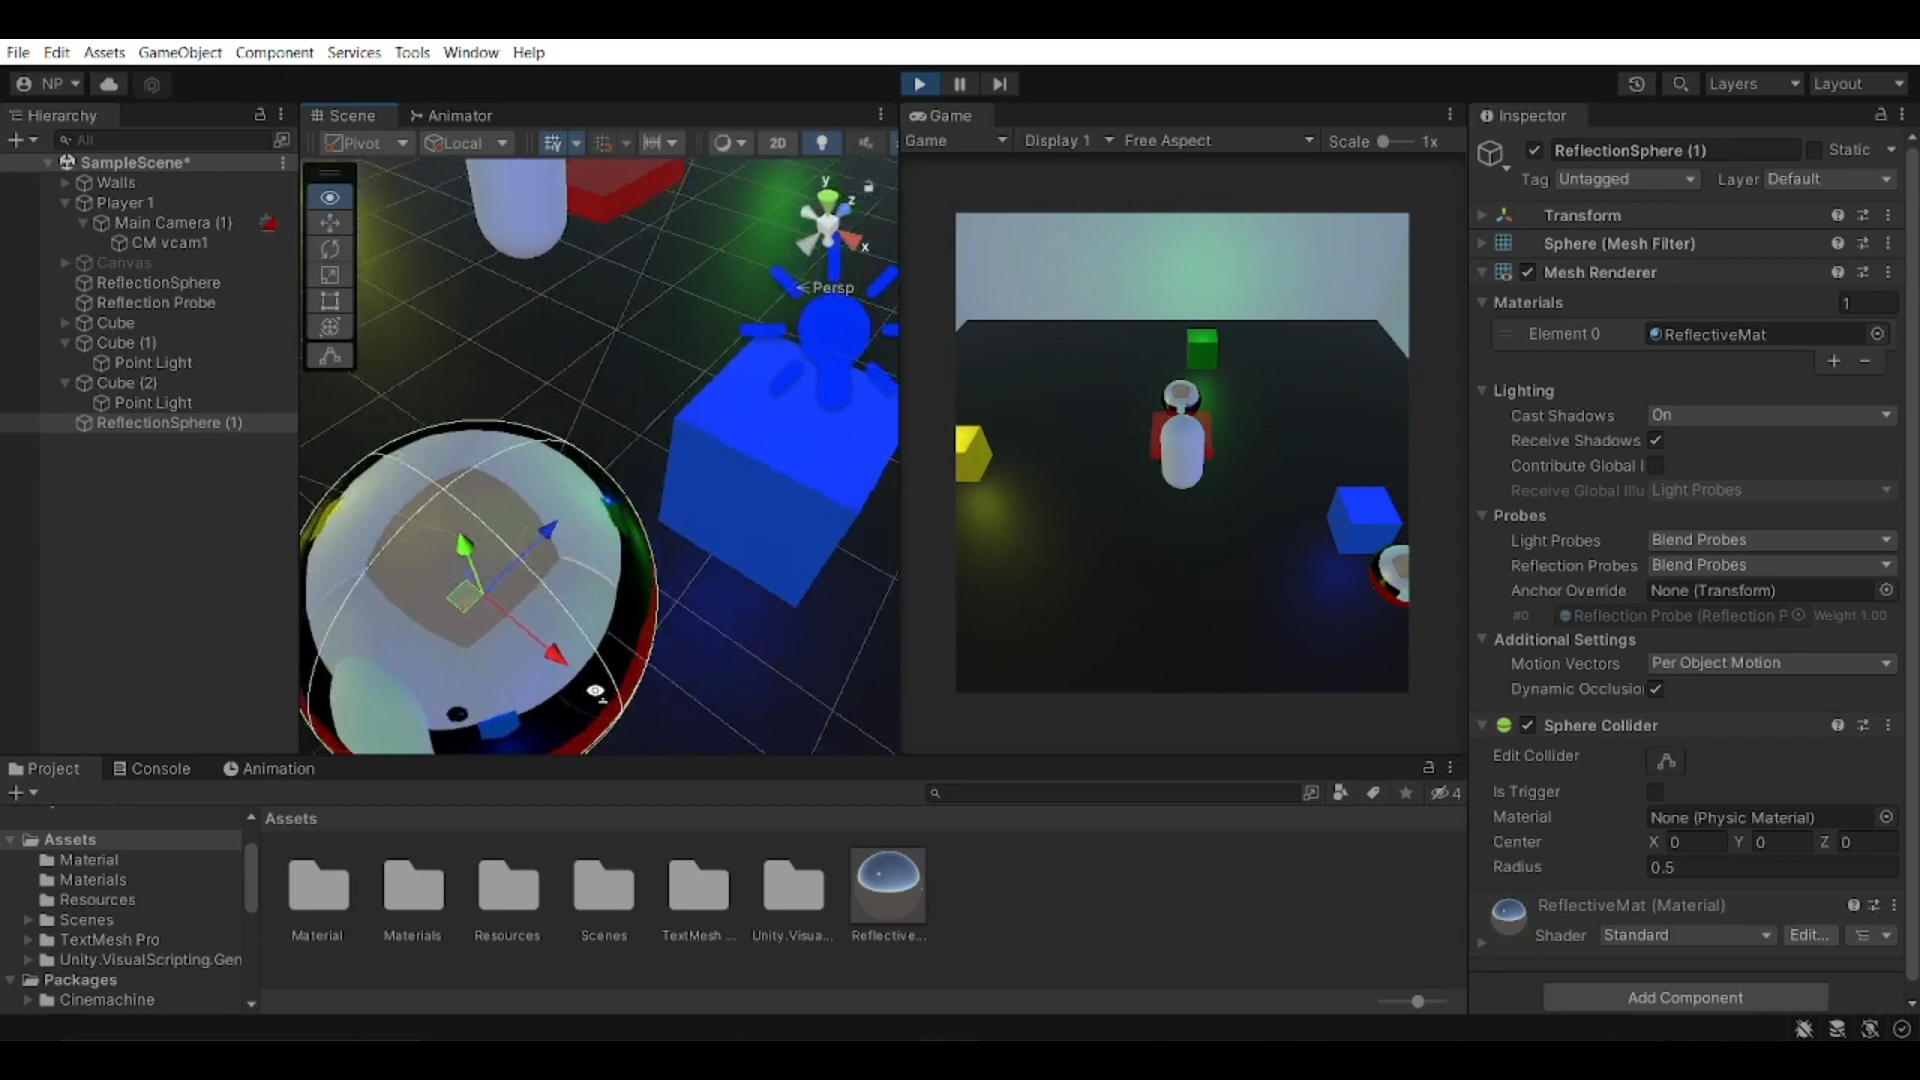 File Edit Assets GameObject Component Services Tools Window Help
NP Layers Layout
Hierarchy
All
SampleScene*
Walls
Player 1
Main Camera (1)
CM vcam1
Canvas
ReflectionSphere
Reflection Probe
Cube
Cube (1)
Point Light
Cube (2)
Point Light
ReflectionSphere (1)
Scene Animator
Pivot Local 2D
y
z
x
Persp
Game
Game Display 1 Free Aspect Scale 1x
Inspector
ReflectionSphere (1) Static
Tag Untagged Layer Default
Transform
Sphere (Mesh Filter)
Mesh Renderer
Materials 1
Element 0 ReflectiveMat
Lighting
Cast Shadows On
Receive Shadows
Contribute Global I
Receive Global Illu Light Probes
Probes
Light Probes Blend Probes
Reflection Probes Blend Probes
Anchor Override None (Transform)
#0 Reflection Probe (Reflection P Weight 1.00
Additional Settings
Motion Vectors Per Object Motion
Dynamic Occlusio
Sphere Collider
Edit Collider
Is Trigger
Material None (Physic Material)
Center X 0 Y 0 Z 0
Radius 0.5
ReflectiveMat (Material)
Shader Standard Edit...
Add Component
Project Console Animation
4
Assets
Material
Materials
Resources
Scenes
TextMesh Pro
Unity.VisualScripting.Gen
Packages
Cinemachine
Assets
Material Materials Resources Scenes TextMesh ... Unity.Visua... Reflective...